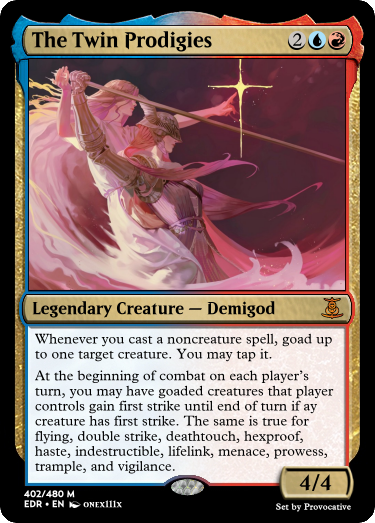 The Twin Prodigies 2
Legendary Creature — Demigod
Whenever you cast a noncreature spell, goad up
to one target creature. You may tap it.
At the beginning of combat on each player's
turn, you may have goaded creatures that player
controls gain first strike until end of turn if ay
creature has first strike. The same is true for
flying, double strike, deathtouch, hexproof,
haste, indestructible, lifelink, menace, prowess,
trample, and vigilance.
4/4
402/480 M
EDR • EN onex111x
Set by Provocative